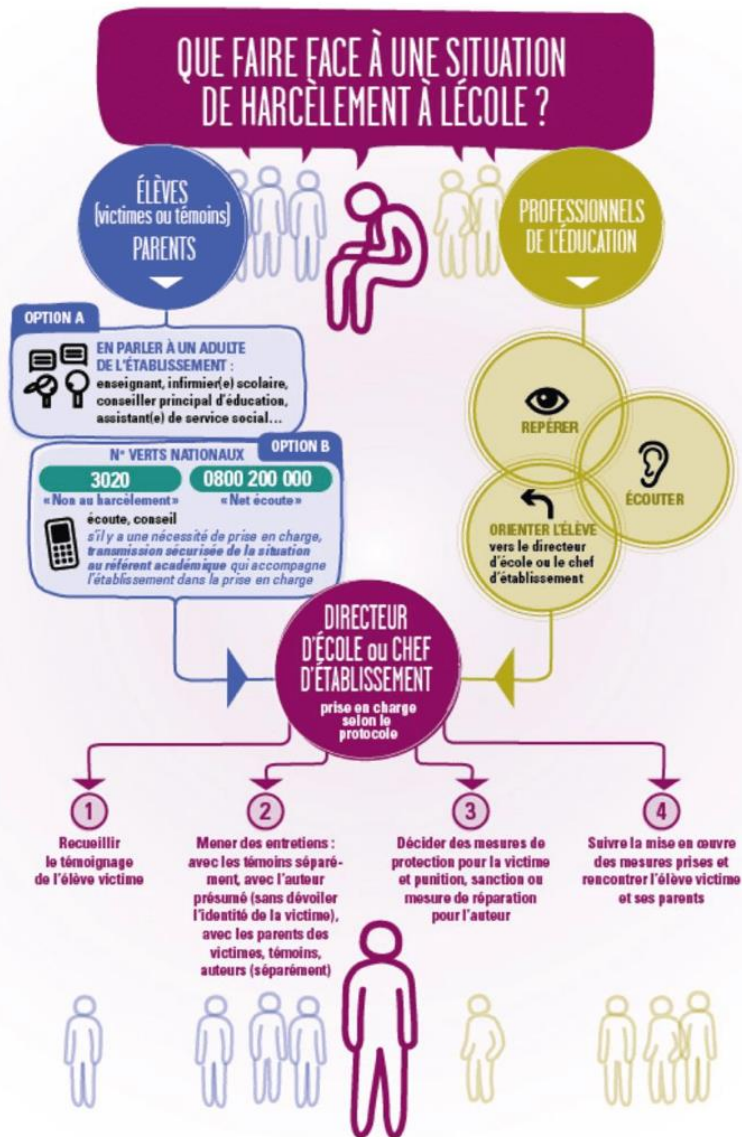 QUE FAIRE FACE À UNE SITUATION
DE HARCÈLEMENT À LÉCOLE ?
ÉLÈVES
(victimes ou témoins)
PARENTS
PROFESSIONNELS
DE L'ÉDUCATION
OPTION A
EN PARLER À UN ADULTE
DE L'ÉTABLISSEMENT :
enseignant, infirmier(e) scolaire,
conseiller principal d'éducation,
assistant(e) de service social...
OPTION B
N° VERTS NATIONAUX
3020
« Non au harcèlement »
0800 200 000
« Net écoute »
écoute, conseil
s'il y a une nécessité de prise en charge,
transmission sécurisée de la situation
au référent académique qui accompagne
l'établissement dans la prise en charge
REPÉRER
ÉCOUTER
ORIENTER L'ÉLÈVE
vers le directeur
d'école ou le chef
d'établissement
DIRECTEUR
D'ÉCOLE OU CHEF
D'ÉTABLISSEMENT
prise en charge
selon le
protocole
1
Recueillir
le témoignage
de l'élève victime
2
Mener des entretiens :
avec les témoins séparé-
ment, avec l'auteur
présumé (sans dévoiler
l'identité de la victime),
avec les parents des
victimes, témoins,
auteurs (séparément)
3
Décider des mesures de
protection pour la victime
et punition, sanction ou
mesure de réparation
pour l'auteur
4
Suivre la mise en œuvre
des mesures prises et
rencontrer l'élève victime
et ses parents